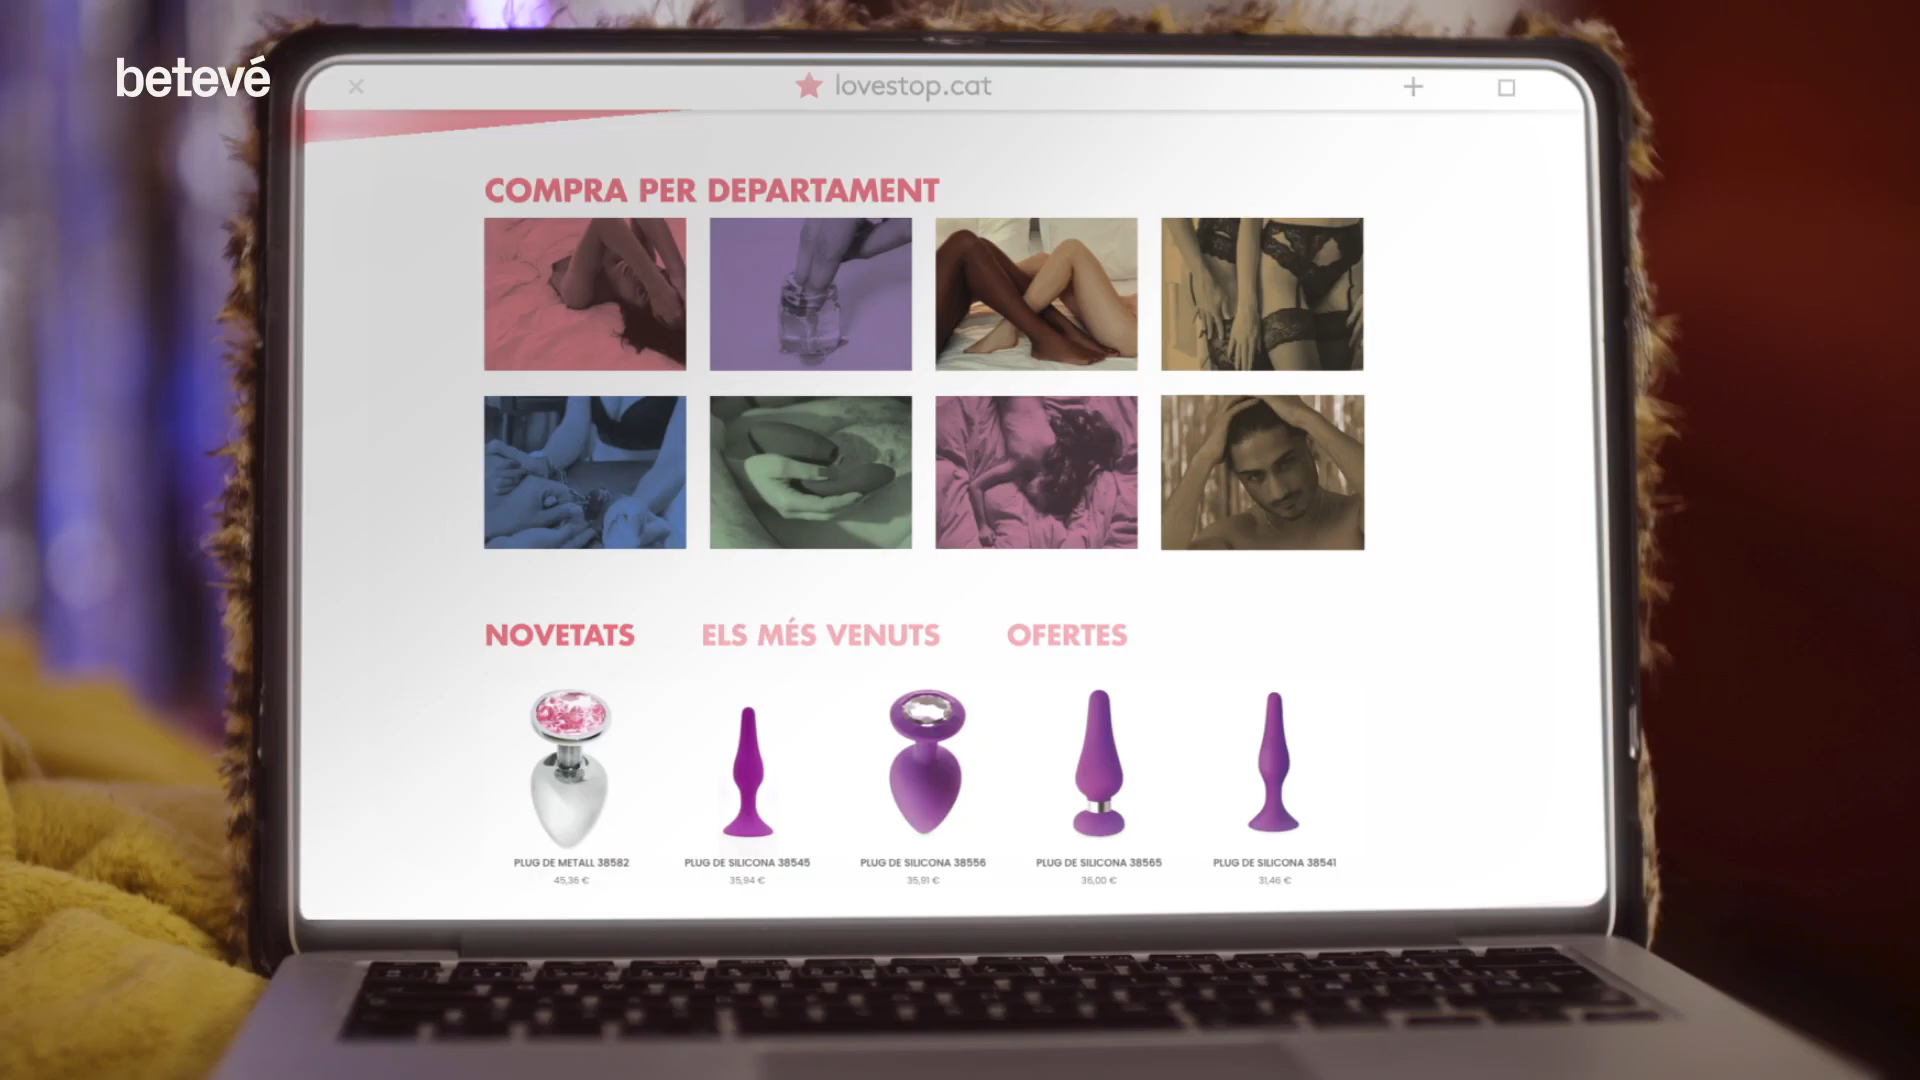 betevé
lovestop.cat
COMPRA PER DEPARTAMENT
NOVETATS
ELS MÉS VENUTS
OFERTES
PLUG DE METALL 38582
PLUG DE SILICONA 38545
PLUG DE SILICONA 38556
PLUG DE SILICONA 38565
PLUG DE SILICONA 38541
45,36 €
35,94 €
35,91 €
36,00 €
31,46 €